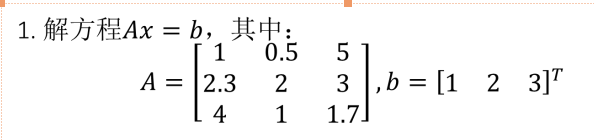 1. 解方程Ax = b，其中：
A = [1 0.5 5
2.3 2 3
4 1 1.7], b = [1 2 3]^T